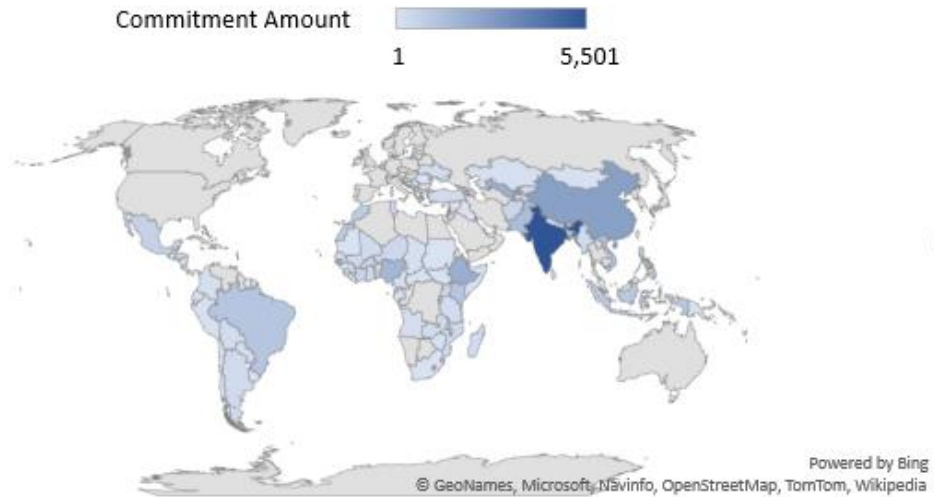 Commitment Amount
1 5,501
Powered by Bing
© GeoNames, Microsoft, Navinfo, OpenStreetMap, TomTom, Wikipedia